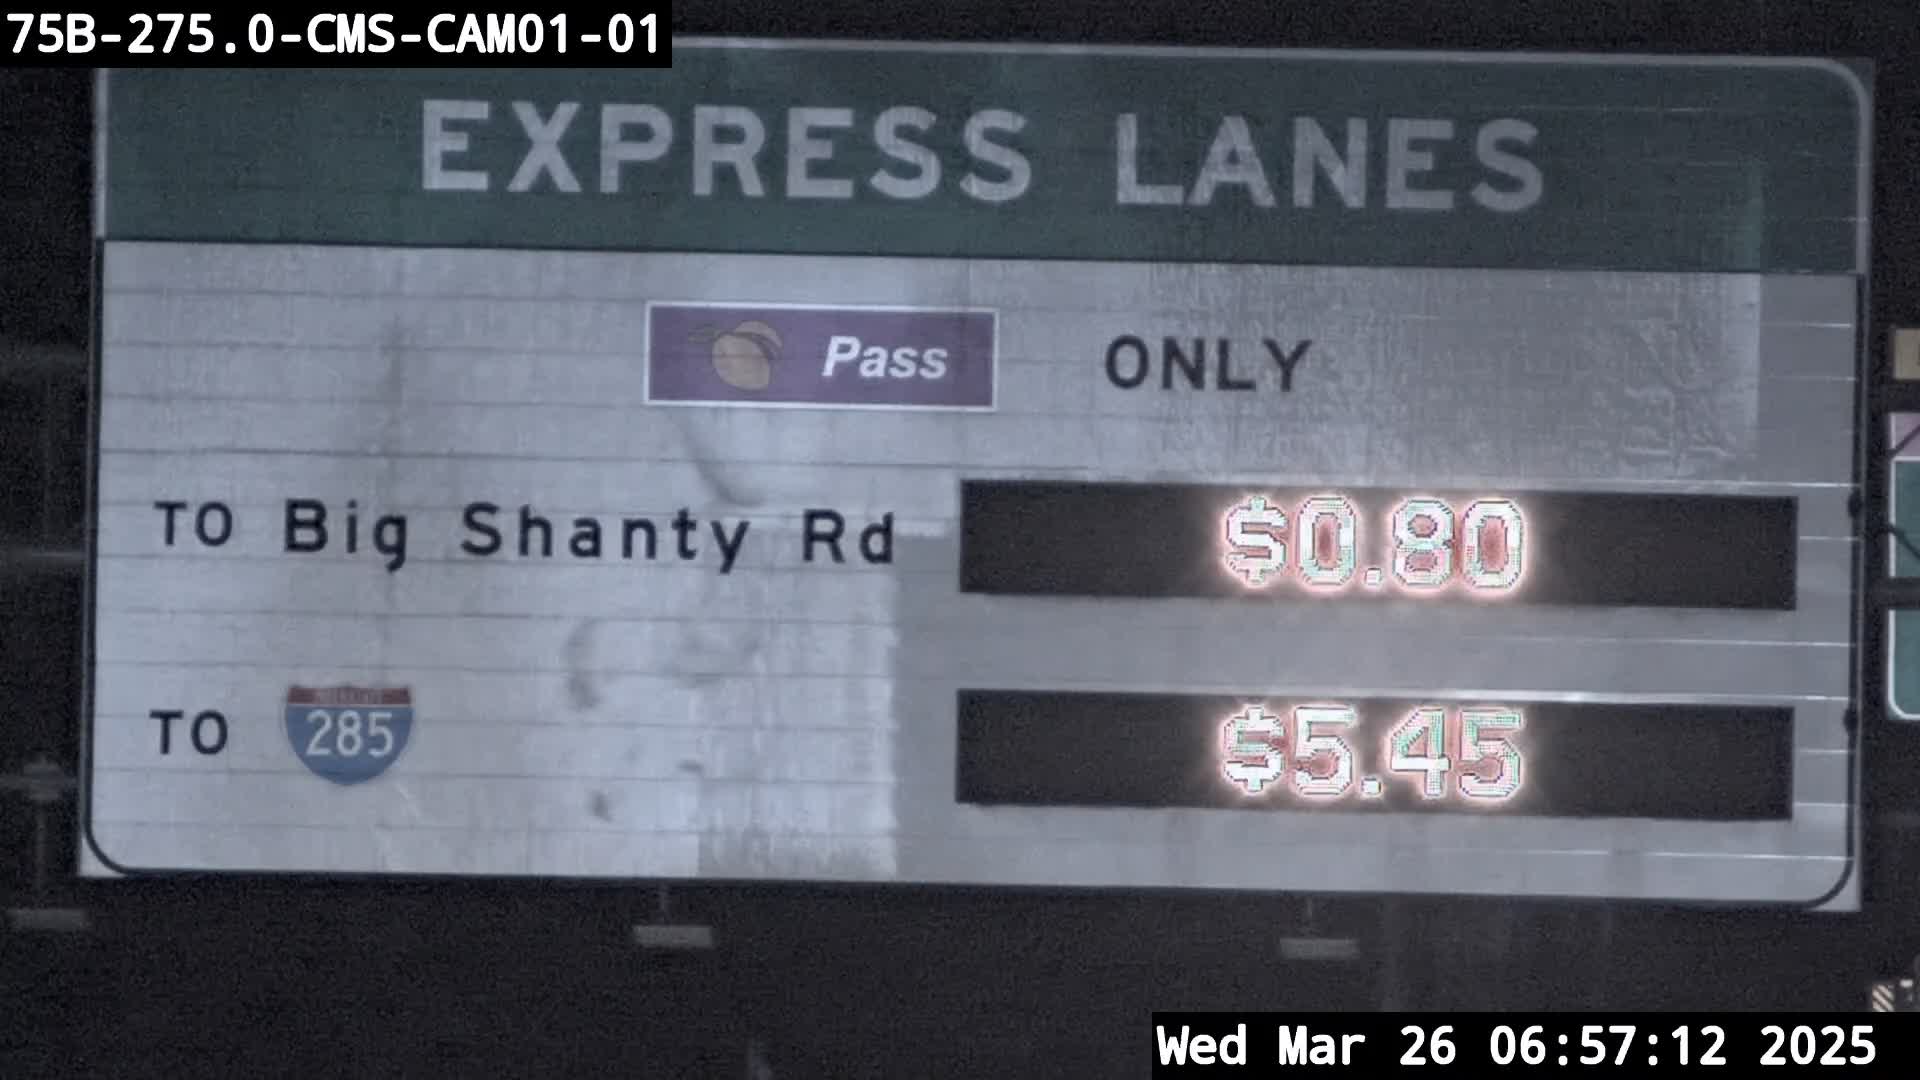 75B-275.0-CMS-CAM01-01
EXPRESS LANES
Pass ONLY
TO Big Shanty Rd $0.80
TO 285 $5.45
Wed Mar 26 06:57:12 2025